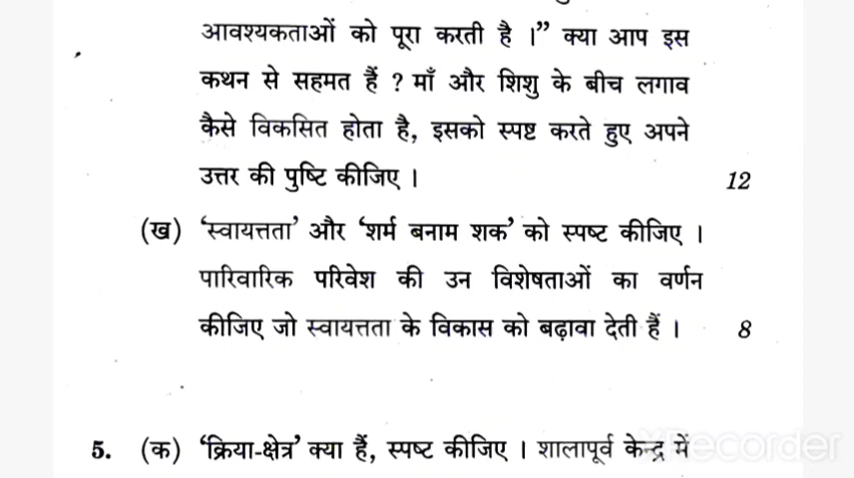 आवश्यकताओं को पूरा करती है ।” क्या आप इस
कथन से सहमत हैं ? माँ और शिशु के बीच लगाव
कैसे विकसित होता है, इसको स्पष्ट करते हुए अपने
उत्तर की पुष्टि कीजिए । 12
(ख) ‘स्वायत्तता’ और ‘शर्म बनाम शक’ को स्पष्ट कीजिए ।
पारिवारिक परिवेश की उन विशेषताओं का वर्णन
कीजिए जो स्वायत्तता के विकास को बढ़ावा देती हैं । 8
5. (क) ‘क्रिया-क्षेत्र’ क्या हैं, स्पष्ट कीजिए । शालापूर्व केन्द्र में
XRecorder